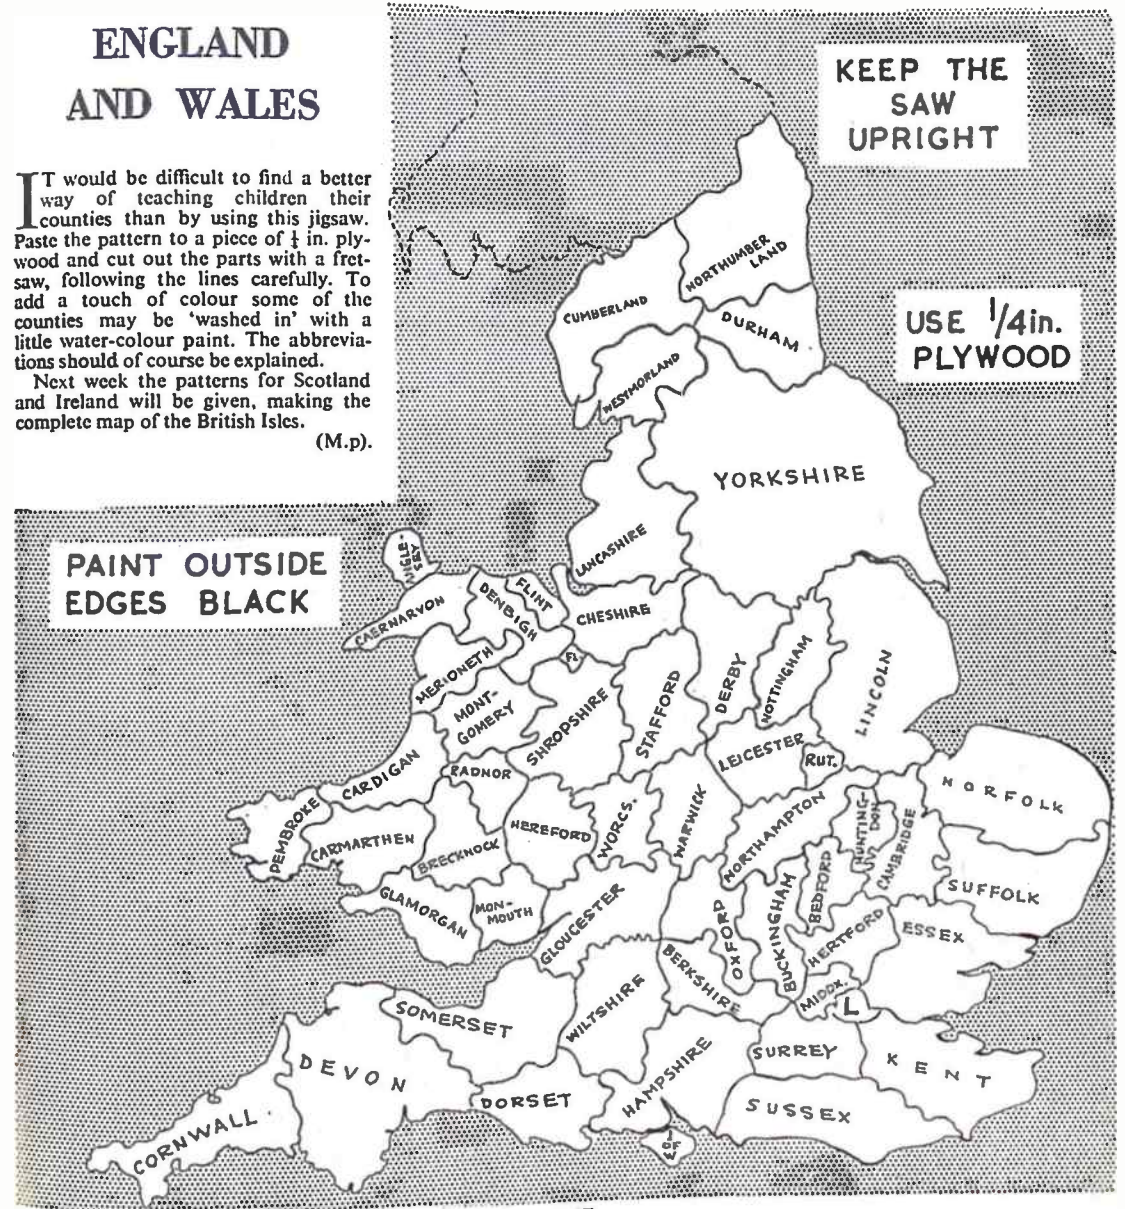 ENGLAND
AND WALES
IT would be difficult to find a better
way of teaching children their
counties than by using this jigsaw.
Paste the pattern to a piece of ¼ in. ply-
wood and cut out the parts with a fret-
saw, following the lines carefully. To
add a touch of colour some of the
counties may be 'washed in' with a
little water-colour paint. The abbrevia-
tions should of course be explained.
Next week the patterns for Scotland
and Ireland will be given, making the
complete map of the British Isles.
(M.p).
KEEP THE
SAW
UPRIGHT
USE 1/4in.
PLYWOOD
PAINT OUTSIDE
EDGES BLACK
NORTHUMBER
LAND
CUMBERLAND
DURHAM
WESTMORLAND
YORKSHIRE
LANCASHIRE
ANGLE-
SEY
CAERNARVON
DENBIGH
FLINT
CHESHIRE
FL.
MERIONETH
MONT-
GOMERY
SHROPSHIRE
STAFFORD
DERBY
NOTTINGHAM
LINCOLN
LEICESTER
RUT.
NORFOLK
CARDIGAN
RADNOR
PEMBROKE
CARMARTHEN
BRECKNOCK
HEREFORD
WORCS.
WARWICK
NORTHAMPTON
HUNTING-
DON
CAMBRIDGE
SUFFOLK
GLAMORGAN
MON-
MOUTH
GLOUCESTER
OXFORD
BUCKINGHAM
BEDFORD
HERTFORD
ESSEX
MIDDX.
L
BERKSHIRE
WILTSHIRE
SOMERSET
DEVON
CORNWALL
DORSET
HAMPSHIRE
SURREY
KENT
SUSSEX
I
OF
W